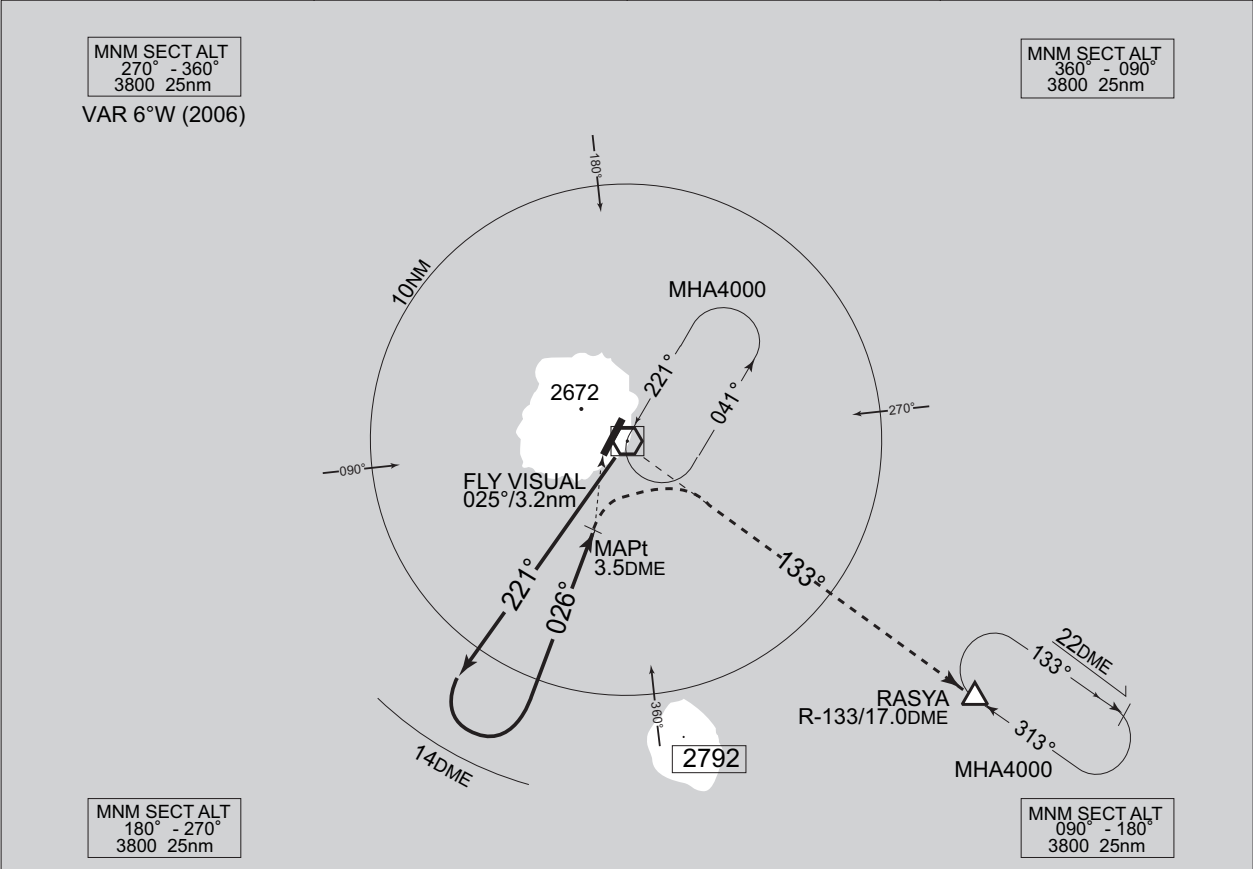 MNM SECT ALT
270° - 360°
3800 25nm
VAR 6°W (2006)
MNM SECT ALT
360° - 090°
3800 25nm
180°
10NM
MHA4000
221°
041°
2672
270°
090°
FLY VISUAL
025°/3.2nm
MAPt
3.5DME
221°
026°
133°
22DME
133°
RASYA
R-133/17.0DME
313°
MHA4000
360°
2792
14DME
MNM SECT ALT
180° - 270°
3800 25nm
MNM SECT ALT
090° - 180°
3800 25nm